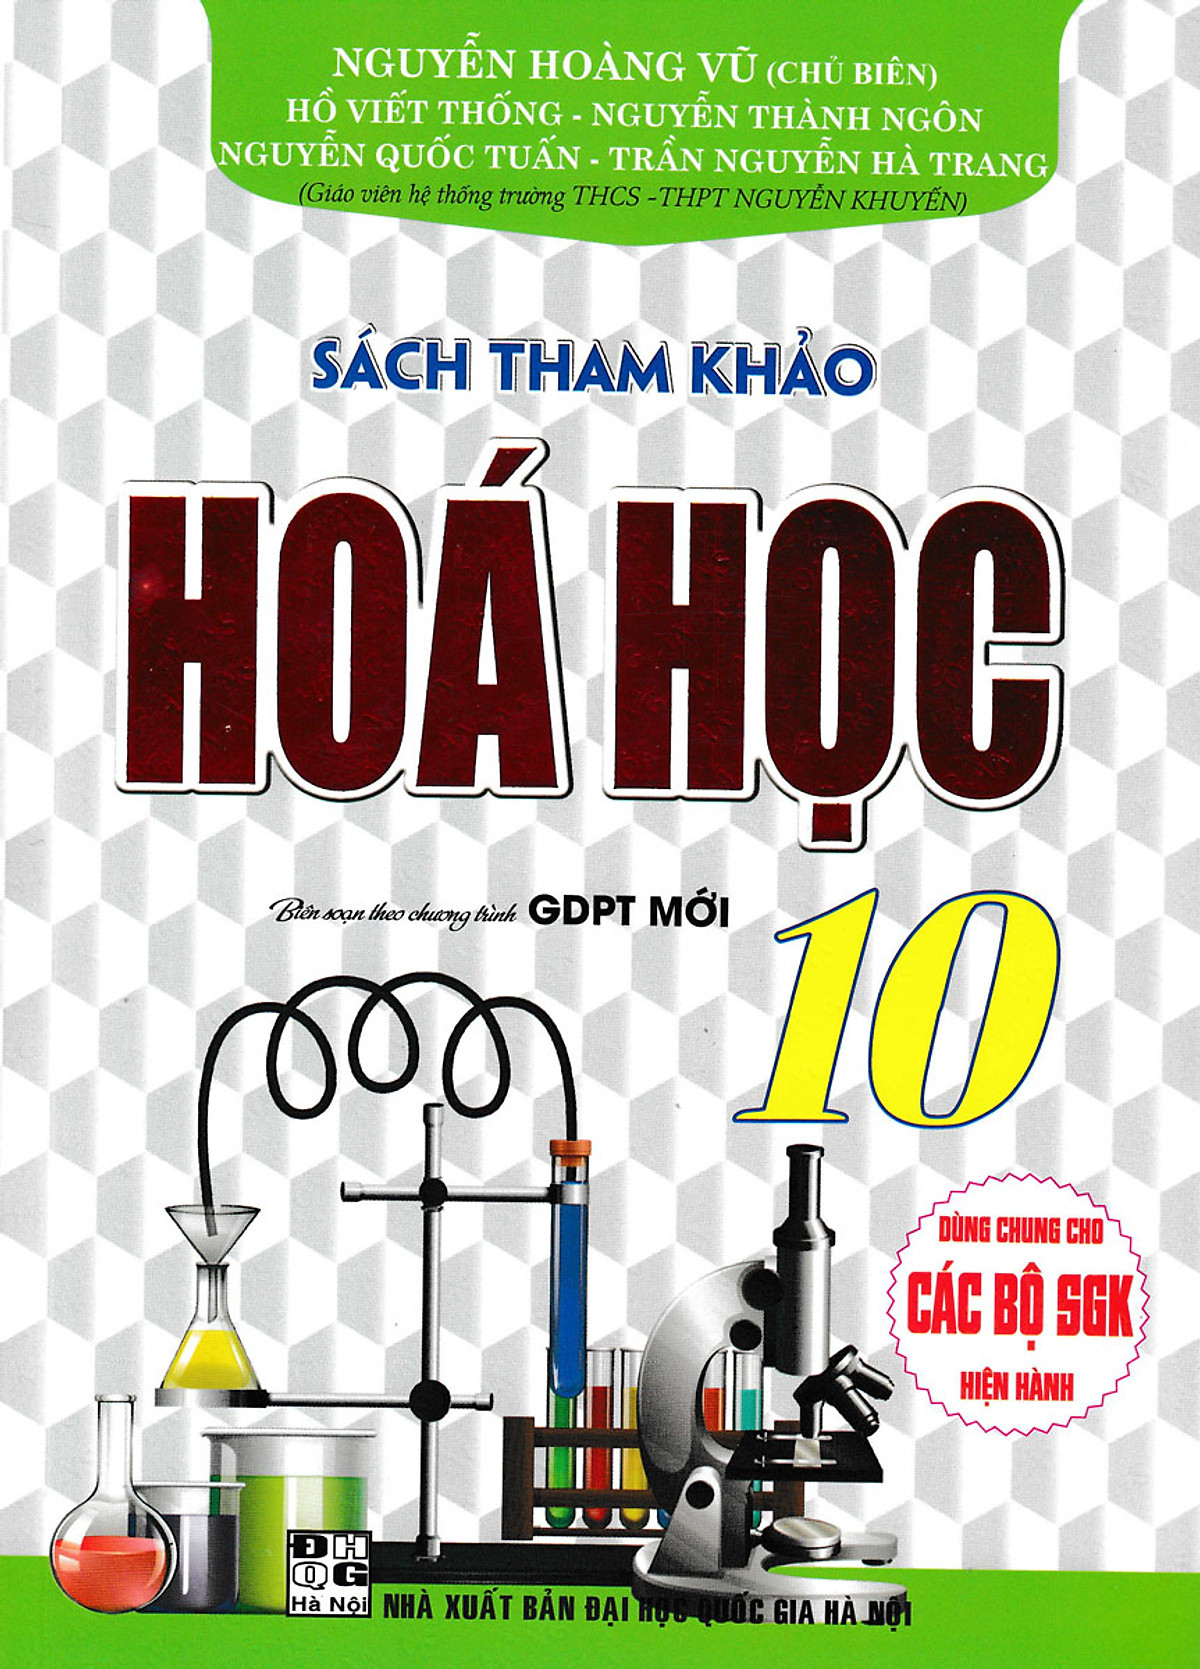 NGUYỄN HOÀNG VŨ (CHỦ BIÊN)
HỒ VIẾT THỐNG - NGUYỄN THÀNH NGÔN
NGUYỄN QUỐC TUẤN - TRẦN NGUYỄN HÀ TRANG
(Giáo viên hệ thống trường THCS -THPT NGUYỄN KHUYẾN)
SÁCH THAM KHẢO
HOÁ HỌC
Biên soạn theo chương trình GDPT MỚI
10
DÙNG CHUNG CHO
CÁC BỘ SGK
HIỆN HÀNH
ĐH
QG
Hà Nội
NHÀ XUẤT BẢN ĐẠI HỌC QUỐC GIA HÀ NỘI